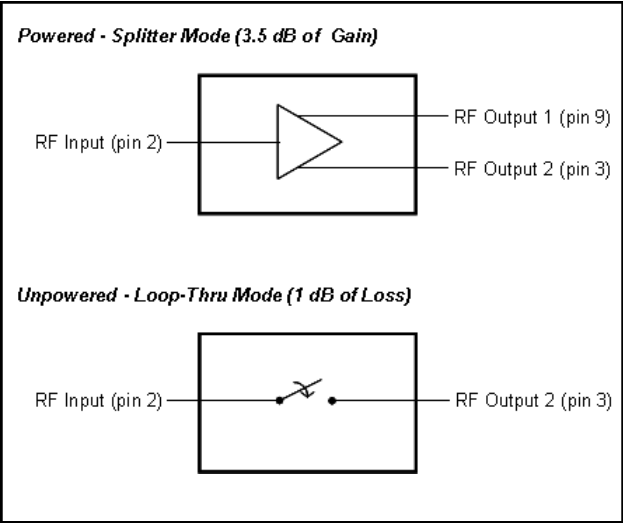 Powered - Splitter Mode (3.5 dB of Gain)
RF Input (pin 2)
RF Output 1 (pin 9)
RF Output 2 (pin 3)
Unpowered - Loop-Thru Mode (1 dB of Loss)
RF Input (pin 2)
RF Output 2 (pin 3)